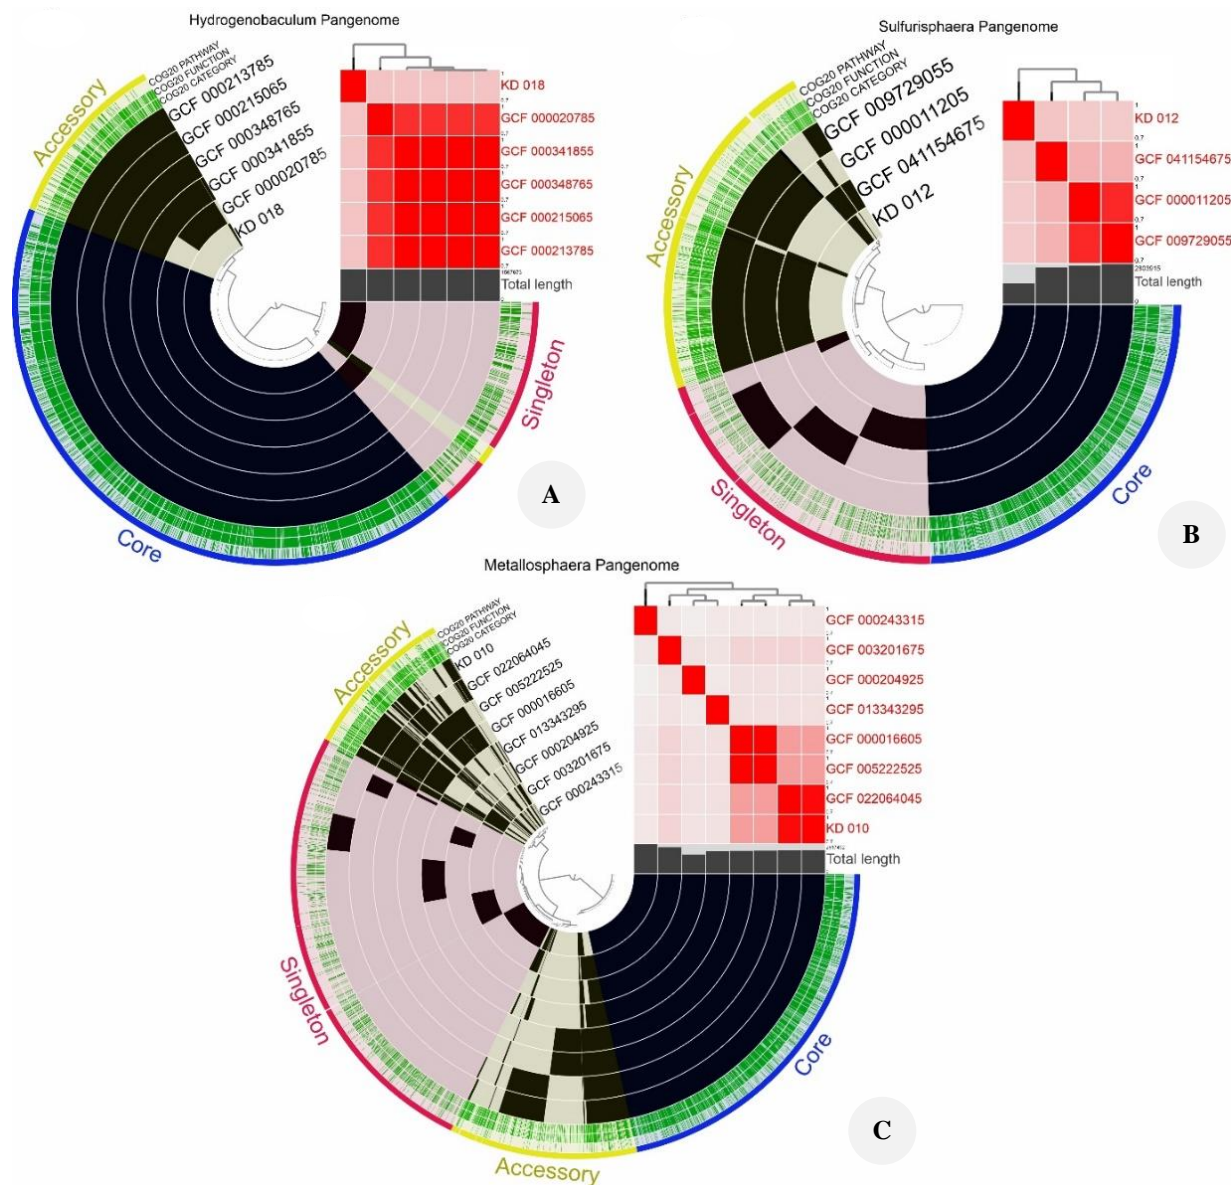 Hydrogenobaculum Pangenome
Accessory
COG20 PATHWAY
COG20 FUNCTION
COG20 CATEGORY
GCF 000213785
GCF 000215065
GCF 000348765
GCF 000341855
GCF 000020785
KD 018
KD 018
GCF 000020785
GCF 000341855
GCF 000348765
GCF 000215065
GCF 000213785
Total length
Singleton
Core
A
Sulfurisphaera Pangenome
COG20 PATHWAY
COG20 FUNCTION
COG20 CATEGORY
GCF 009729055
GCF 000011205
GCF 041154675
KD 012
KD 012
GCF 041154675
GCF 000011205
GCF 009729055
Total length
Accessory
Singleton
Core
B
Metallosphaera Pangenome
Accessory
COG20 PATHWAY
COG20 FUNCTION
COG20 CATEGORY
KD 010
GCF 022064045
GCF 005222525
GCF 000016605
GCF 013343295
GCF 000204925
GCF 003201675
GCF 000243315
GCF 000243315
GCF 003201675
GCF 000204925
GCF 013343295
GCF 000016605
GCF 005222525
GCF 022064045
KD 010
Total length
Singleton
Core
Accessory
C